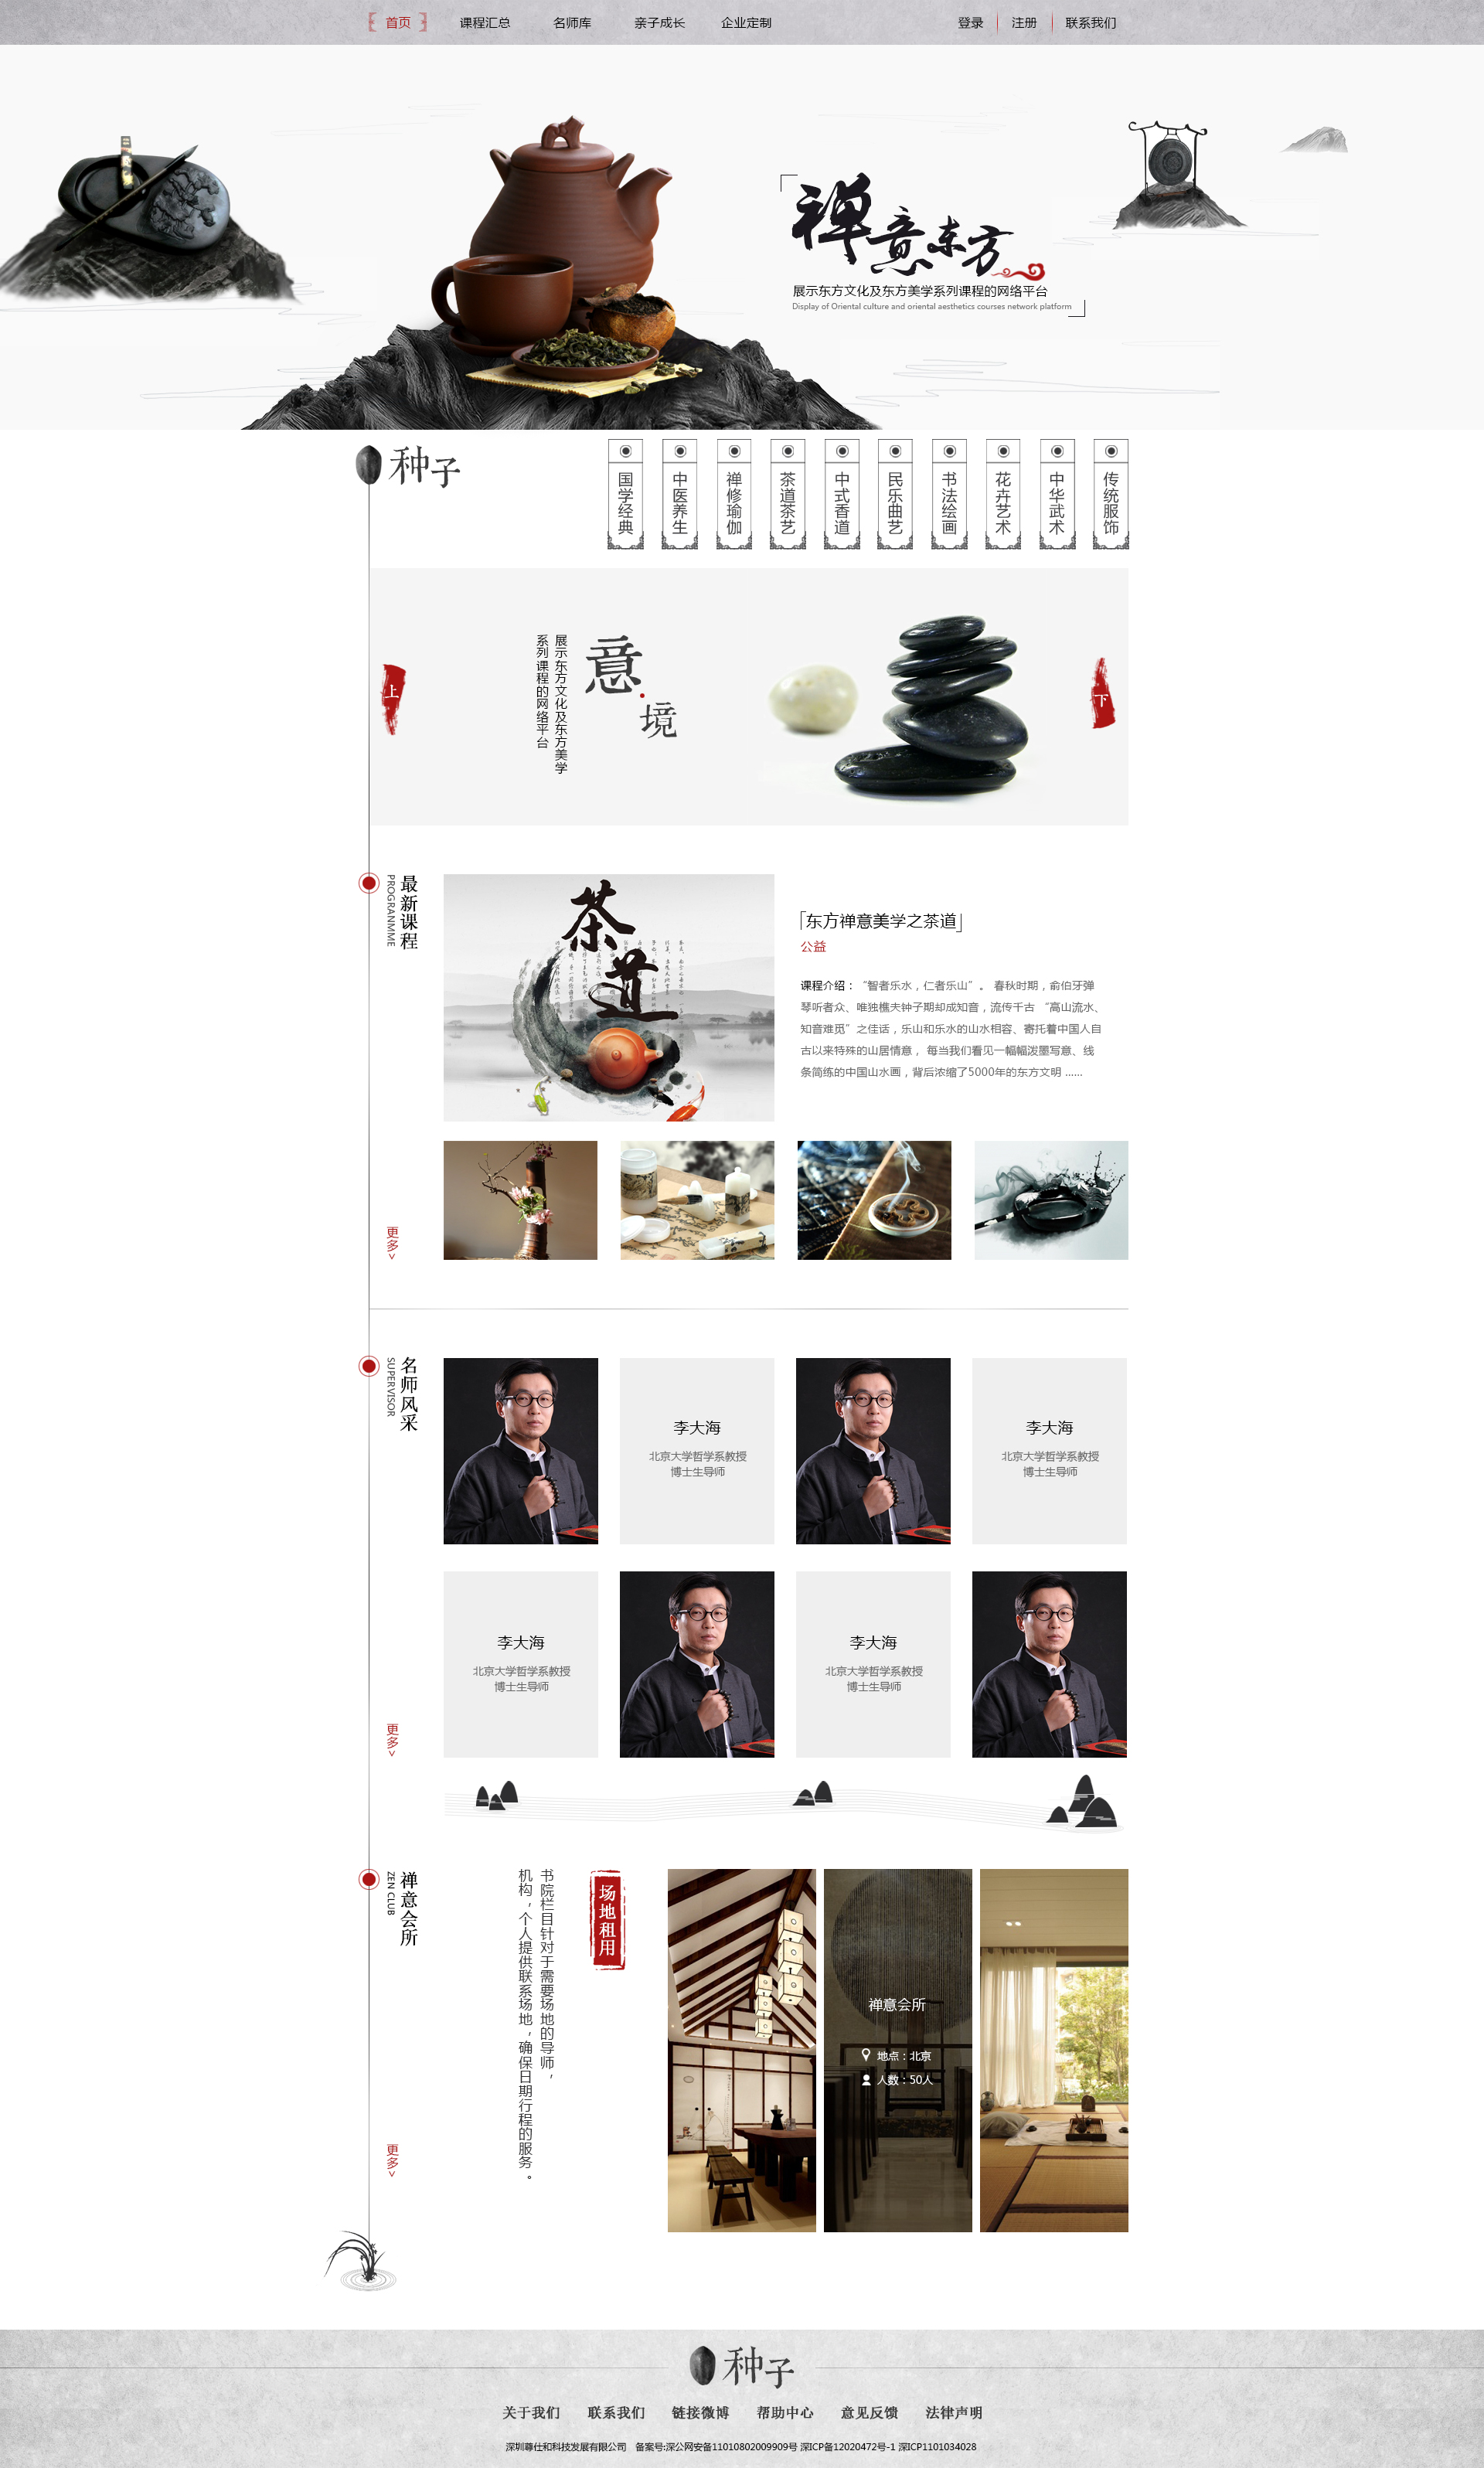 首页
课程汇总
名师库
亲子成长
企业定制
登录
注册
联系我们
禅意东方
展示东方文化及东方美学系列课程的网络平台
Display of Oriental culture and oriental aesthetics courses network platform
种子
国学经典
中医养生
禅修瑜伽
茶道茶艺
中式香道
民乐曲艺
书法绘画
花卉艺术
中华武术
传统服饰
上
意境
展示东方文化及东方美学
系列课程的网络平台
下
最新课程
PROGRANMME
茶道
「东方禅意美学之茶道」
公益
课程介绍：“智者乐水，仁者乐山”。 春秋时期，俞伯牙弹
琴听者众、唯独樵夫钟子期却成知音，流传千古 “高山流水、
知音难觅”之佳话，乐山和乐水的山水相容、寄托着中国人自
古以来特殊的山居情意， 每当我们看见一幅幅泼墨写意、线
条简练的中国山水画，背后浓缩了5000年的东方文明 ......
更多>
名师风采
SUPERVISOR
李大海
北京大学哲学系教授
博士生导师
李大海
北京大学哲学系教授
博士生导师
李大海
北京大学哲学系教授
博士生导师
李大海
北京大学哲学系教授
博士生导师
更多>
禅意会所
ZEN CLUB
场地租用
书院栏目针对于需要场地的导师，
机构，个人提供联系场地，确保日期行程的服务。
禅意会所
地点：北京
人数：50人
更多>
种子
关于我们
联系我们
链接微博
帮助中心
意见反馈
法律声明
深圳尊仕和科技发展有限公司 备案号:深公网安备11010802009909号 深ICP备12020472号-1 深ICP1101034028